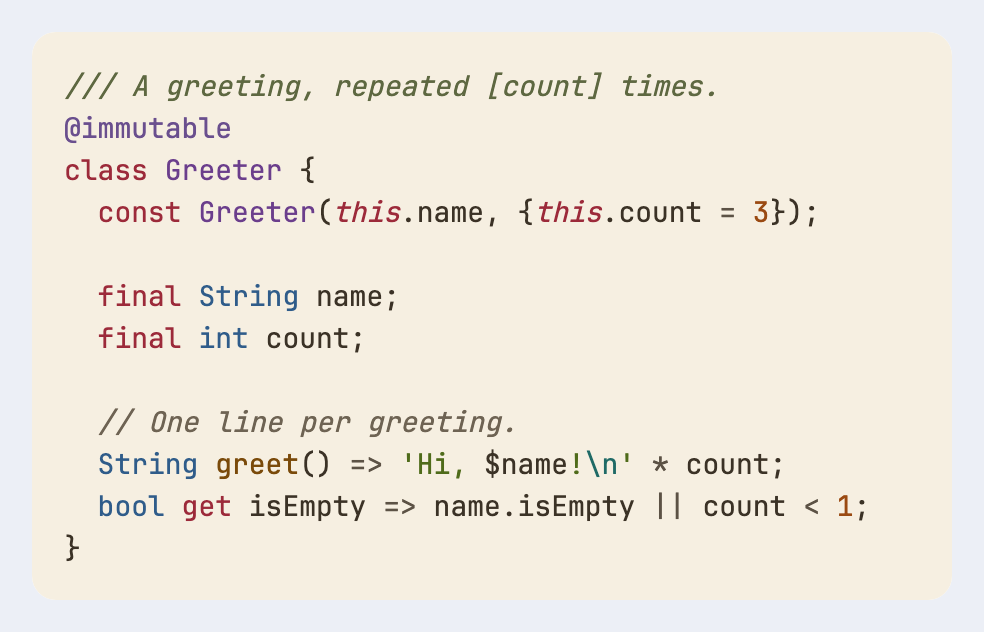 /// A greeting, repeated [count] times.
@immutable
class Greeter {
  const Greeter(this.name, {this.count = 3});

  final String name;
  final int count;

  // One line per greeting.
  String greet() => 'Hi, $name!\n' * count;
  bool get isEmpty => name.isEmpty || count < 1;
}